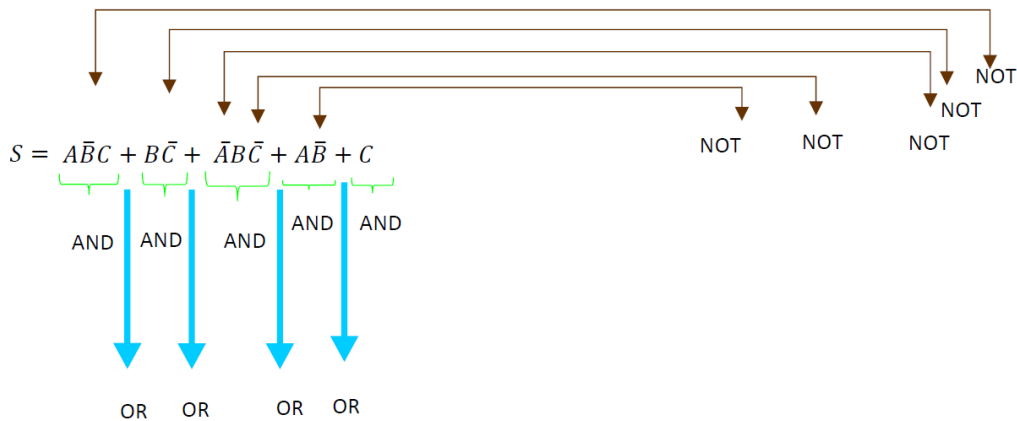 NOT
NOT
NOT NOT NOT
S = AB̄C + BC̄ + ĀBC̄ + AB̄ + C
AND AND AND AND AND
OR OR OR OR